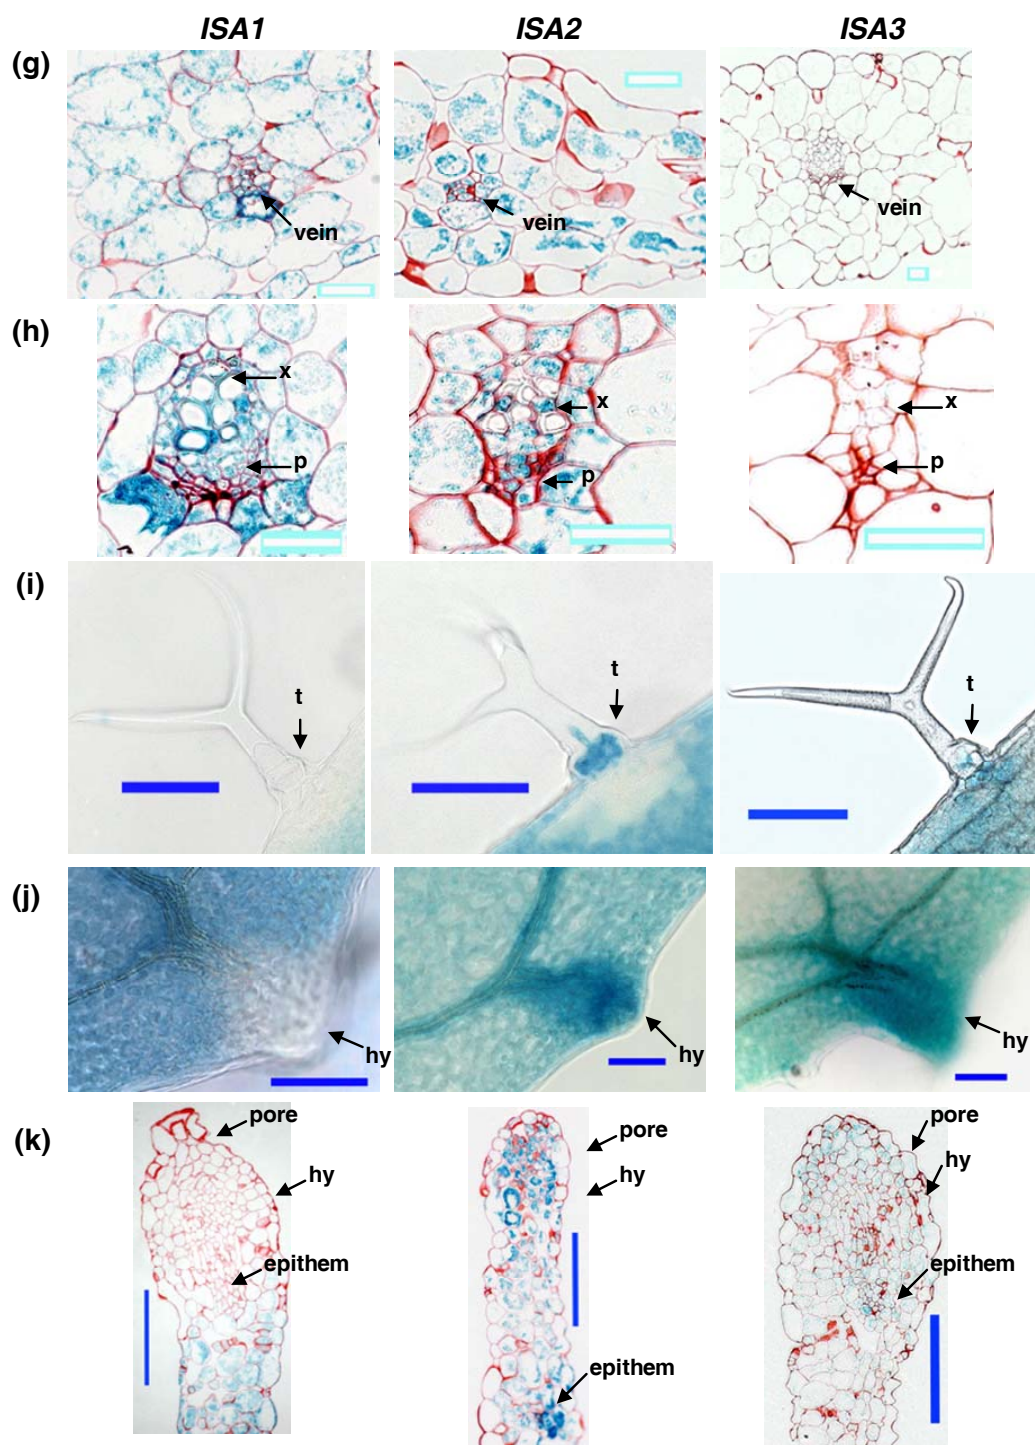 ISA1 ISA2 ISA3
(g)
vein vein vein
(h)
x x x
p p p
(i)
t t t
(j)
hy hy hy
(k)
pore pore pore
hy hy hy
epithem epithem epithem